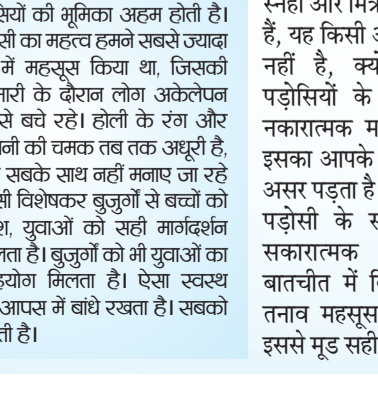 सियों की भूमिका अहम होती है।
सी का महत्व हमने सबसे ज्यादा
में महसूस किया था, जिसकी
मारी के दौरान लोग अकेलेपन
से बचे रहे। होली के रंग और
नी की चमक तब तक अधूरी है,
सबके साथ नहीं मनाए जा रहे
सी विशेषकर बुजुर्गों से बच्चों को
श, युवाओं को सही मार्गदर्शन
लता है। बुजुर्गों को भी युवाओं का
हयोग मिलता है। ऐसा स्वस्थ
आपस में बांधे रखता है। सबको
ती है।
स्नेही और मित्र
हैं, यह किसी
नहीं है, क्यो
पड़ोसियों के
नकारात्मक म
इसका आपके
असर पड़ता है
पड़ोसी के स
सकारात्मक
बातचीत में
तनाव महसूस
इससे मूड सही